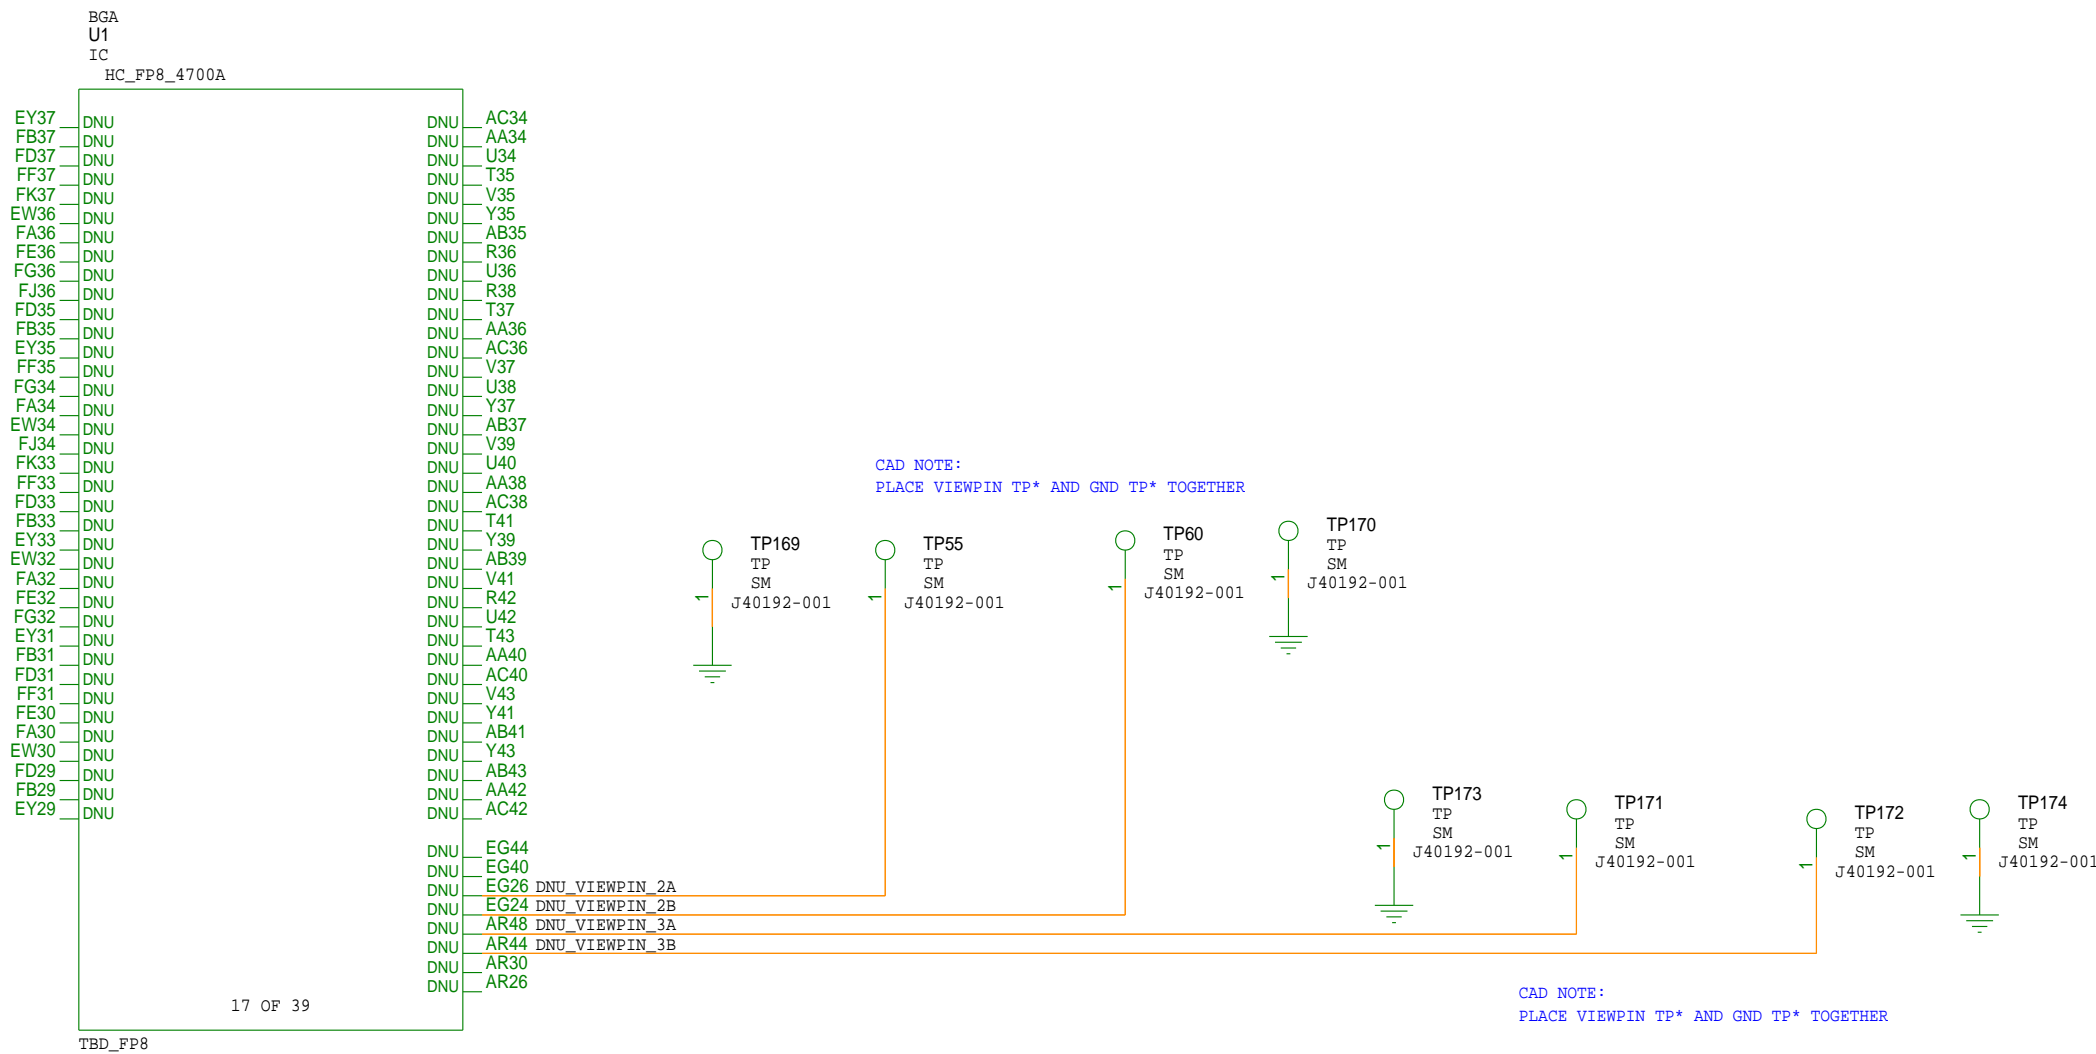 BGA
U1
IC
HC_FP8_4700A
EY37 DNU DNU AC34
FB37 DNU DNU AA34
FD37 DNU DNU U34
FF37 DNU DNU T35
FK37 DNU DNU V35
EW36 DNU DNU Y35
FA36 DNU DNU AB35
FE36 DNU DNU R36
FG36 DNU DNU U36
FJ36 DNU DNU R38
FD35 DNU DNU T37
FB35 DNU DNU AA36
EY35 DNU DNU AC36
FF35 DNU DNU V37
FG34 DNU DNU U38
FA34 DNU DNU Y37
EW34 DNU DNU AB37
FJ34 DNU DNU V39
FK33 DNU DNU U40
FF33 DNU DNU AA38
FD33 DNU DNU AC38
FB33 DNU DNU T41
EY33 DNU DNU Y39
EW32 DNU DNU AB39
FA32 DNU DNU V41
FE32 DNU DNU R42
FG32 DNU DNU U42
EY31 DNU DNU T43
FB31 DNU DNU AA40
FD31 DNU DNU AC40
FF31 DNU DNU V43
FE30 DNU DNU Y41
FA30 DNU DNU AB41
EW30 DNU DNU Y43
FD29 DNU DNU AB43
FB29 DNU DNU AA42
EY29 DNU DNU AC42
DNU EG44
DNU EG40
DNU EG26 DNU_VIEWPIN_2A
DNU EG24 DNU_VIEWPIN_2B
DNU AR48 DNU_VIEWPIN_3A
DNU AR44 DNU_VIEWPIN_3B
DNU AR30
DNU AR26
17 OF 39
TBD_FP8
CAD NOTE:
PLACE VIEWPIN TP* AND GND TP* TOGETHER
TP169
TP
SM
1 J40192-001
TP55
TP
SM
1 J40192-001
TP60
TP
SM
1 J40192-001
TP170
TP
SM
1 J40192-001
TP173
TP
SM
1 J40192-001
TP171
TP
SM
1 J40192-001
TP172
TP
SM
1 J40192-001
TP174
TP
SM
1 J40192-001
CAD NOTE:
PLACE VIEWPIN TP* AND GND TP* TOGETHER